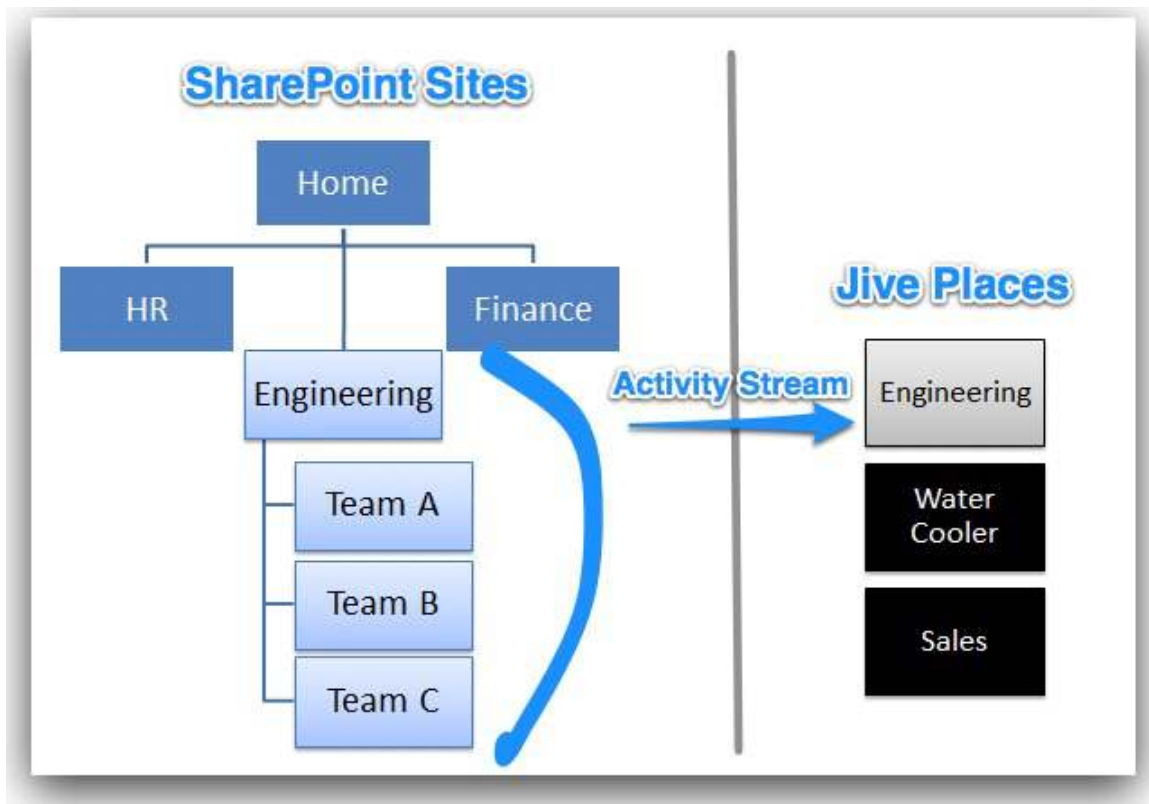 SharePoint Sites
Home
HR
Finance
Engineering
Team A
Team B
Team C
Activity Stream
Jive Places
Engineering
Water
Cooler
Sales